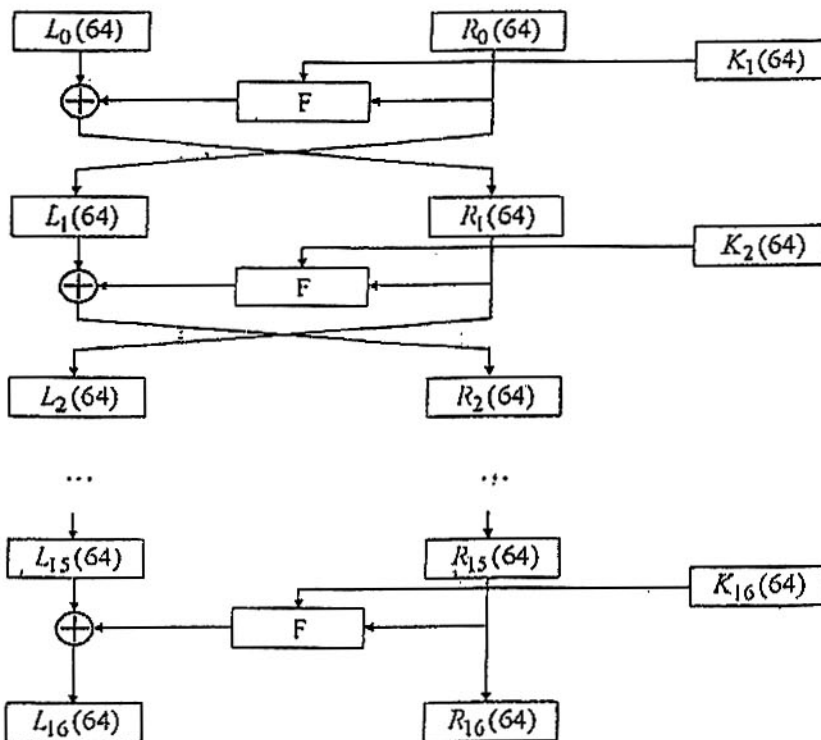 L₀(64) R₀(64)
K₁(64)
F
L₁(64) R₁(64)
K₂(64)
F
L₂(64) R₂(64)
... ...
L₁₅(64) R₁₅(64)
K₁₆(64)
F
L₁₆(64) R₁₆(64)